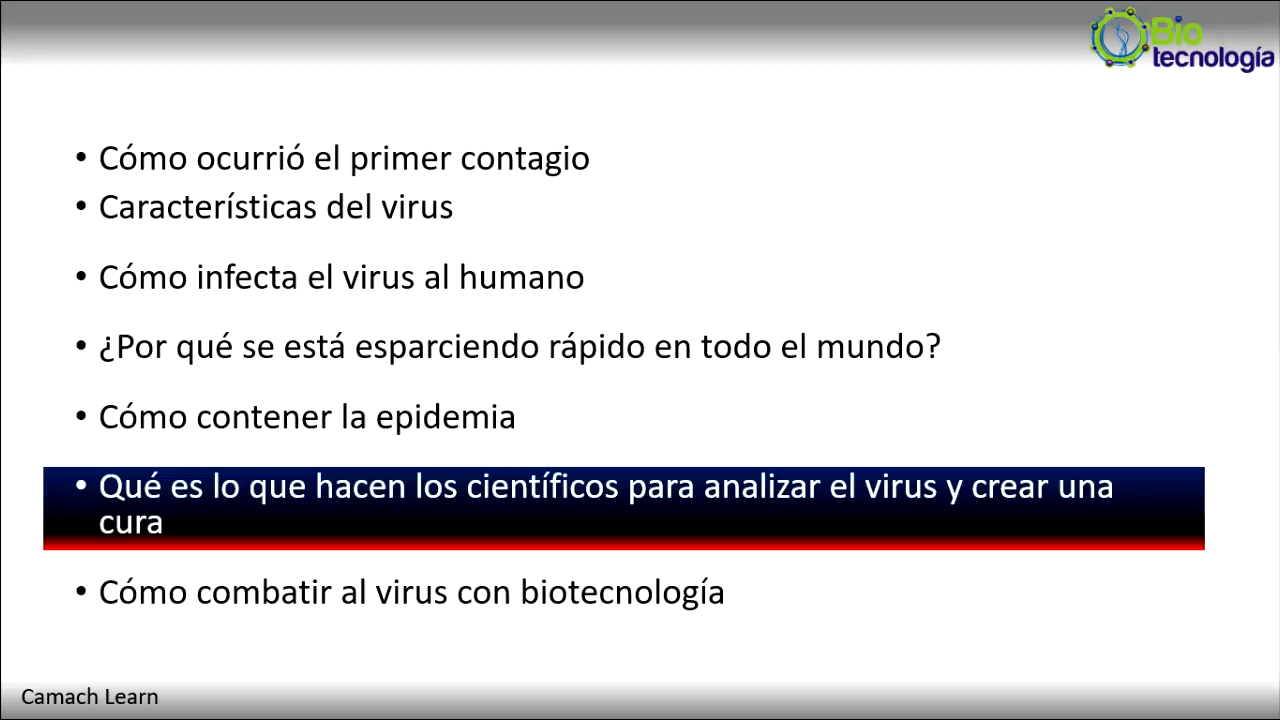 Bio
tecnología
• Cómo ocurrió el primer contagio
• Características del virus
• Cómo infecta el virus al humano
• ¿Por qué se está esparciendo rápido en todo el mundo?
• Cómo contener la epidemia
• Qué es lo que hacen los científicos para analizar el virus y crear una
cura
• Cómo combatir al virus con biotecnología
Camach Learn